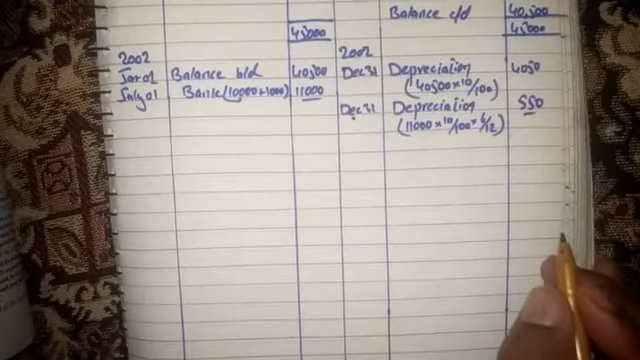 Balance c/d 40,500
45000 45000
2002 2002
Jan 01 Balance b/d 40500 Dec 31 Depreciation 4050
(40500 × 10/100)
July 01 Bank (10000 + 1000) 11000
Dec 31 Depreciation 550
(11000 × 10/100 × 6/12)